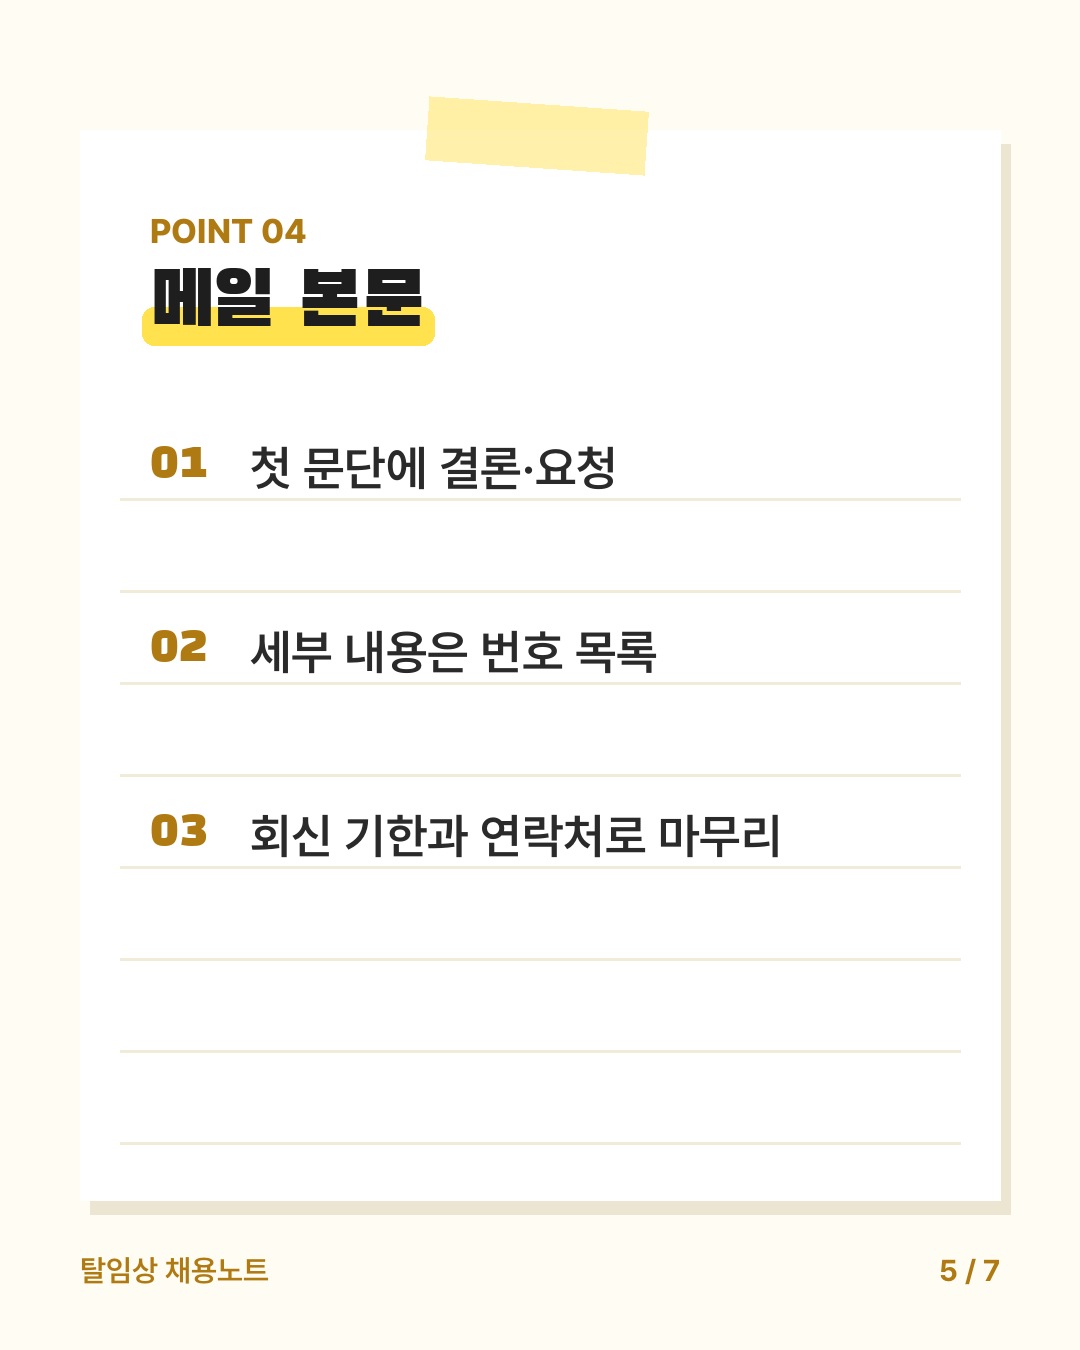 POINT 04
메일 본문
01 첫 문단에 결론·요청
02 세부 내용은 번호 목록
03 회신 기한과 연락처로 마무리
탈임상 채용노트
5 / 7